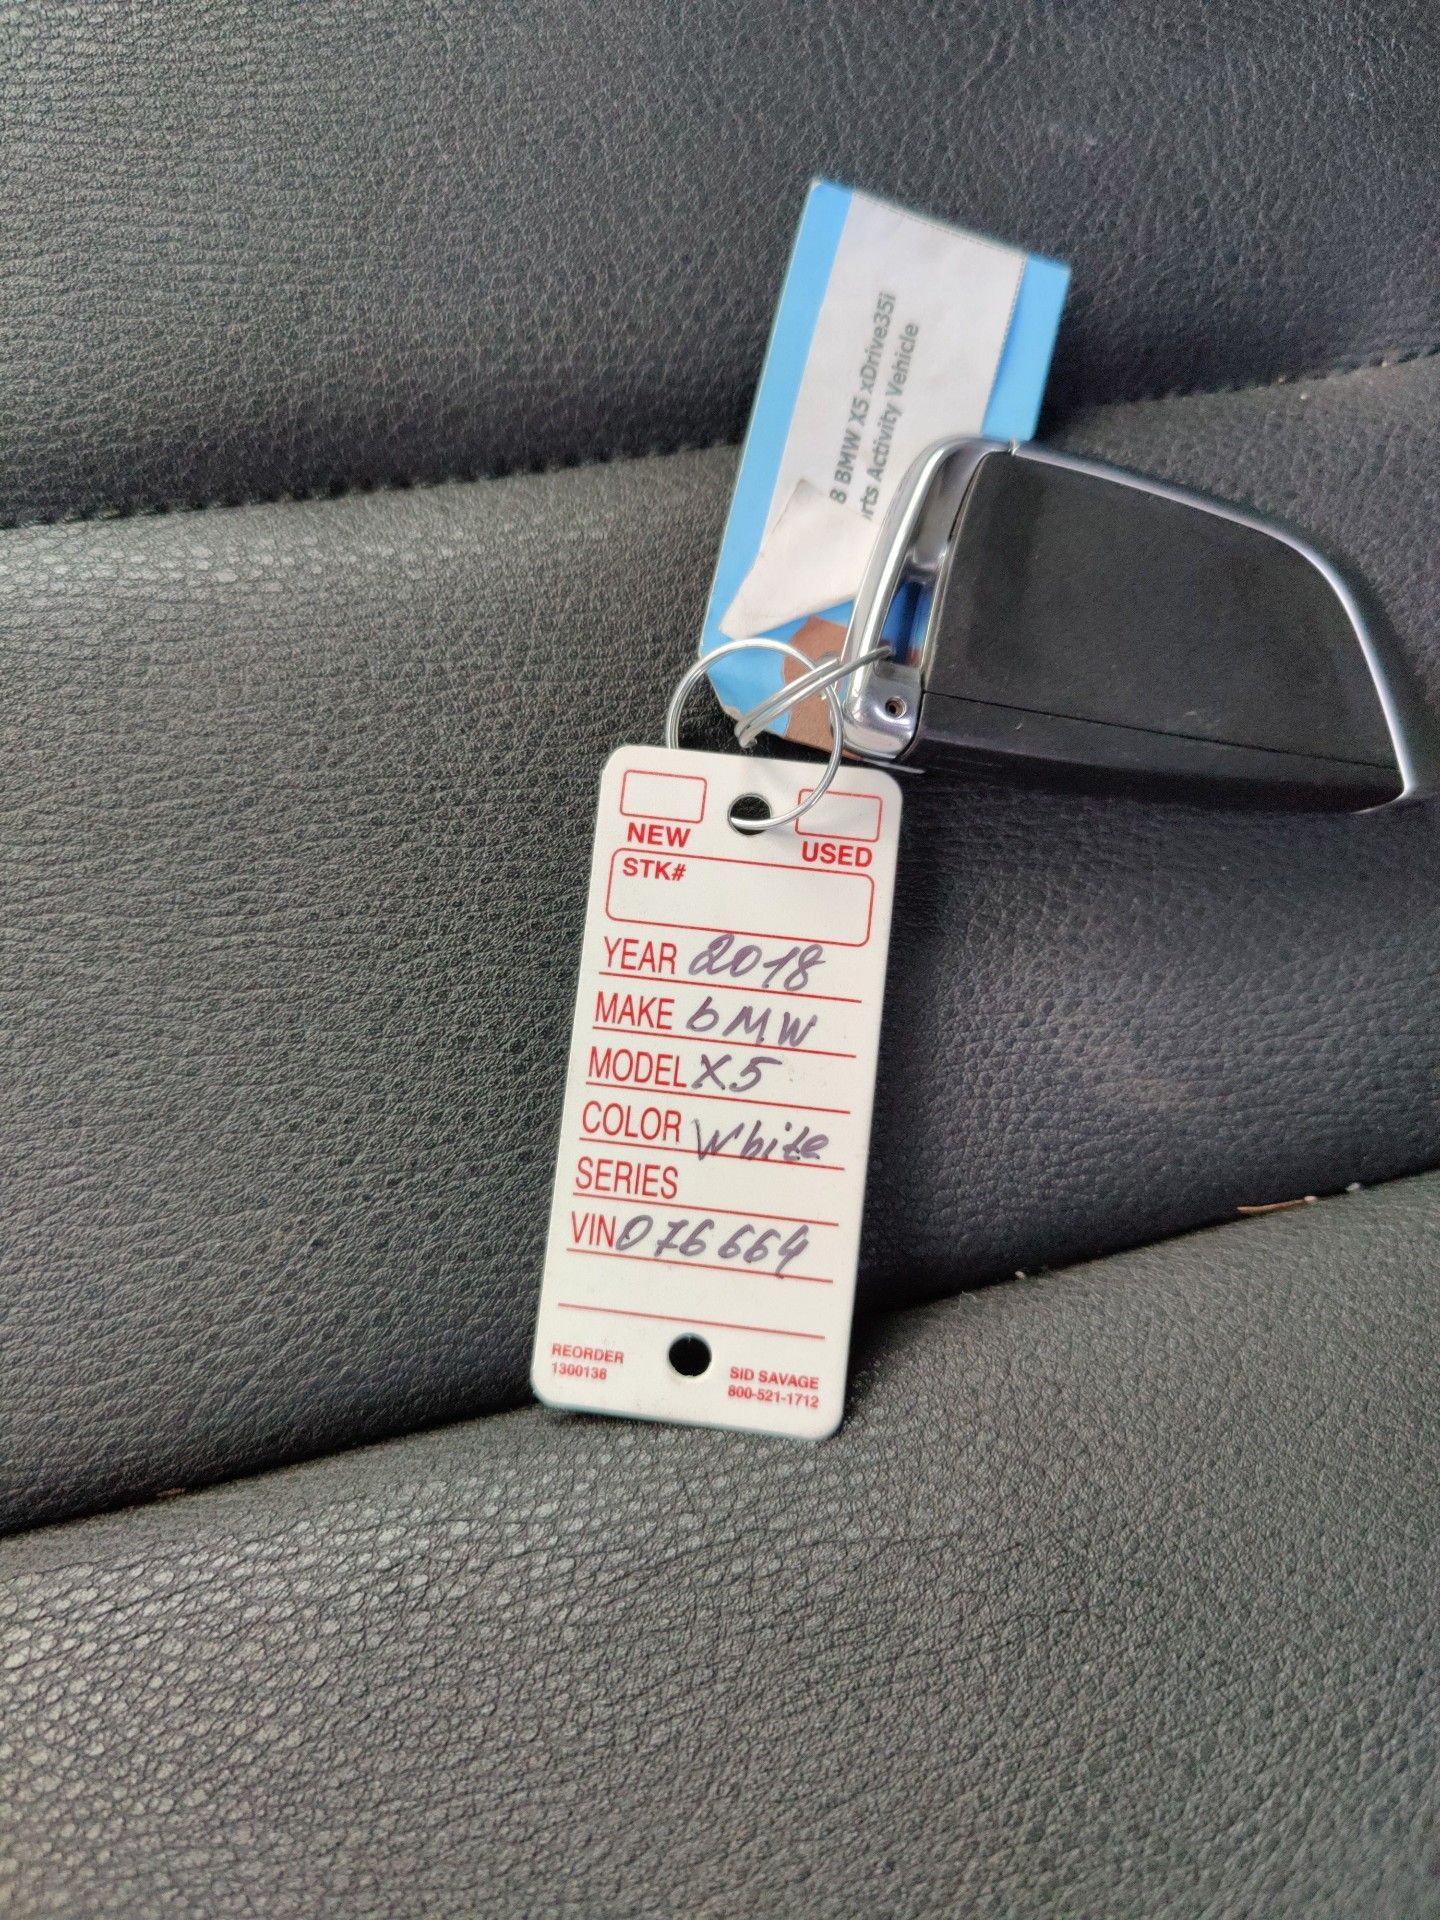 8 BMW X5 xDrive35i
rts Activity Vehicle
NEW
USED
STK#
YEAR 2018
MAKE bMW
MODEL X5
COLOR White
SERIES
VIN 076664
REORDER
1300138
SID SAVAGE
800-521-1712